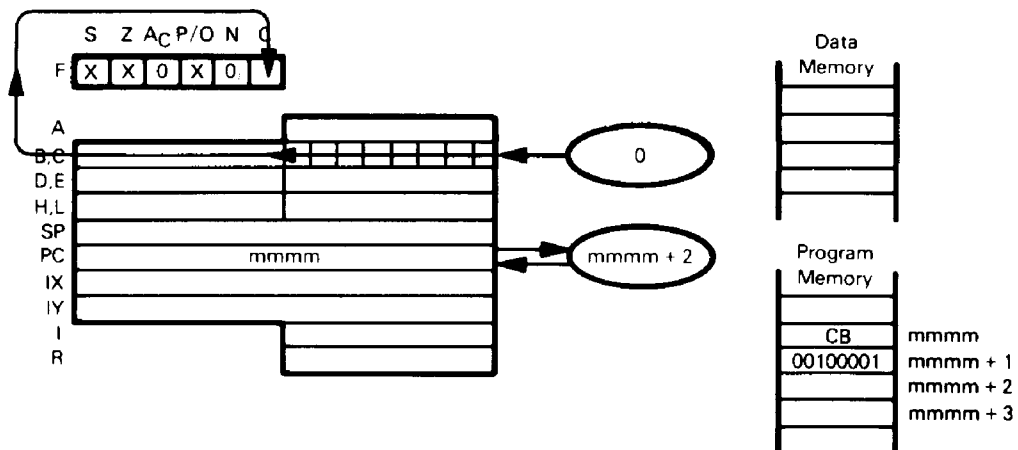 S Z AC P/O N C
F X X 0 X 0
A
B,C
0
D,E
H,L
SP
PC mmmm
mmmm + 2
IX
IY
I
R
Data
Memory
Program
Memory
CB mmmm
00100001 mmmm + 1
mmmm + 2
mmmm + 3